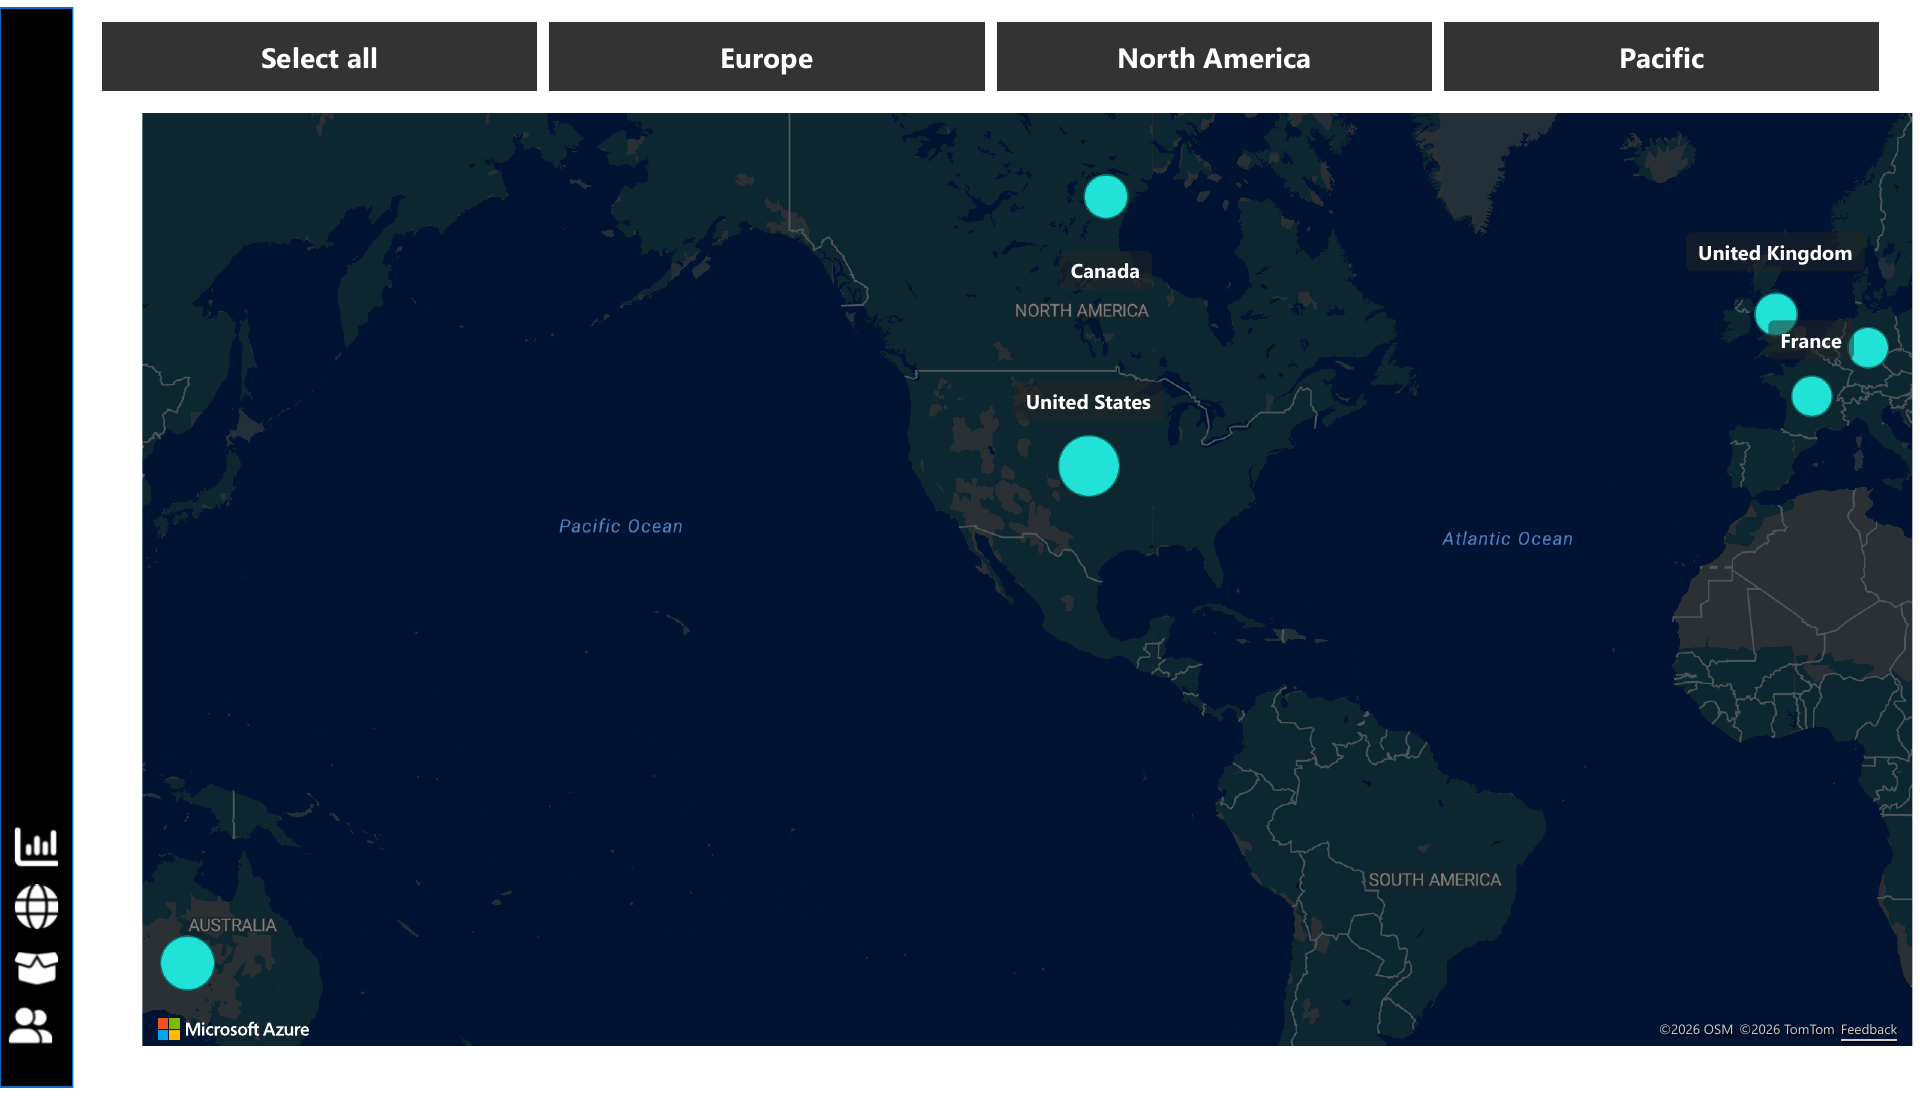 Select all
Europe
North America
Pacific
United Kingdom
Canada
NORTH AMERICA
France
United States
Pacific Ocean
Atlantic Ocean
SOUTH AMERICA
AUSTRALIA
Microsoft Azure
©2026 OSM ©2026 TomTom Feedback